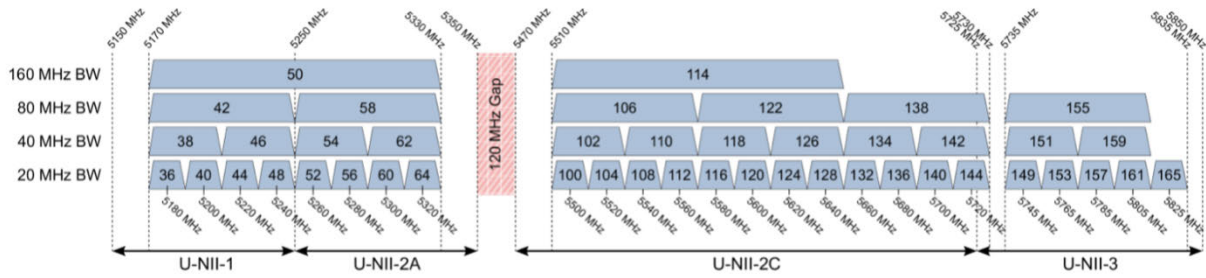 5150 MHz
5170 MHz
5250 MHz
5330 MHz
5350 MHz
5470 MHz
5510 MHz
5725 MHz
5730 MHz
5735 MHz
5835 MHz
5850 MHz
160 MHz BW 50 114
80 MHz BW 42 58 106 122 138 155
40 MHz BW 38 46 54 62 102 110 118 126 134 142 151 159
20 MHz BW 36 40 44 48 52 56 60 64 100 104 108 112 116 120 124 128 132 136 140 144 149 153 157 161 165
120 MHz Gap
5180 MHz
5200 MHz
5220 MHz
5240 MHz
5260 MHz
5280 MHz
5300 MHz
5320 MHz
5500 MHz
5520 MHz
5540 MHz
5560 MHz
5580 MHz
5600 MHz
5620 MHz
5640 MHz
5660 MHz
5680 MHz
5700 MHz
5720 MHz
5745 MHz
5765 MHz
5785 MHz
5805 MHz
5825 MHz
U-NII-1 U-NII-2A U-NII-2C U-NII-3